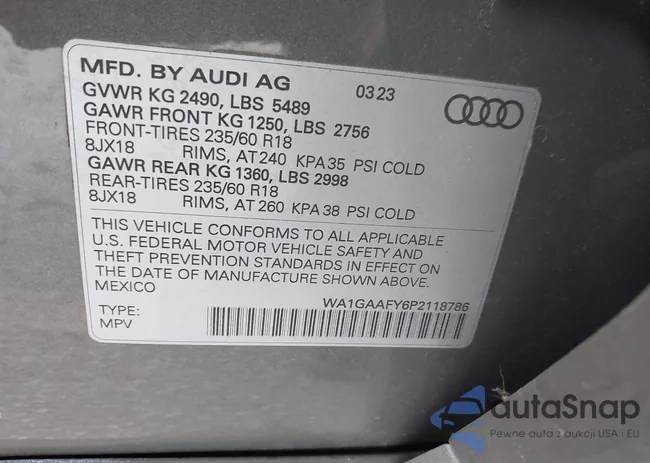 MFD. BY AUDI AG 03 23
GVWR KG 2490, LBS 5489
GAWR FRONT KG 1250, LBS 2756
FRONT-TIRES 235/60 R18
8JX18 RIMS, AT 240 KPA 35 PSI COLD
GAWR REAR KG 1360, LBS 2998
REAR-TIRES 235/60 R18
8JX18 RIMS, AT 260 KPA 38 PSI COLD
THIS VEHICLE CONFORMS TO ALL APPLICABLE
U.S. FEDERAL MOTOR VEHICLE SAFETY AND
THEFT PREVENTION STANDARDS IN EFFECT ON
THE DATE OF MANUFACTURE SHOWN ABOVE.
MEXICO
WA1GAAFY6P2118786
TYPE:
MPV
autaSnap
Pewne auta z aukcji USA i EU